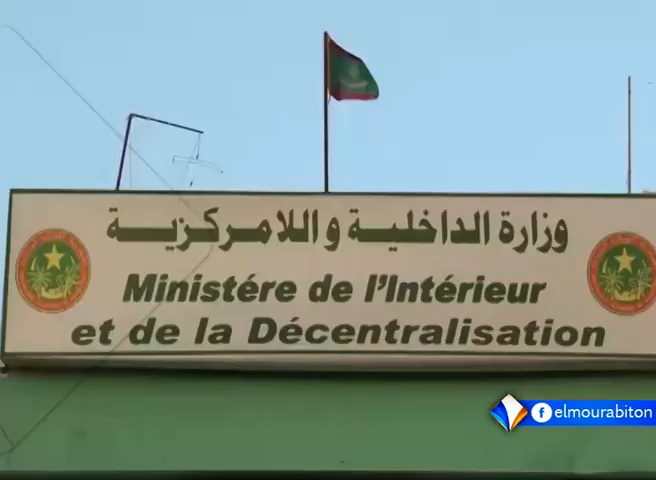 وزارة الداخلية واللامركزية
Ministére de l'Intérieur
et de la Décentralisation
elmourabiton